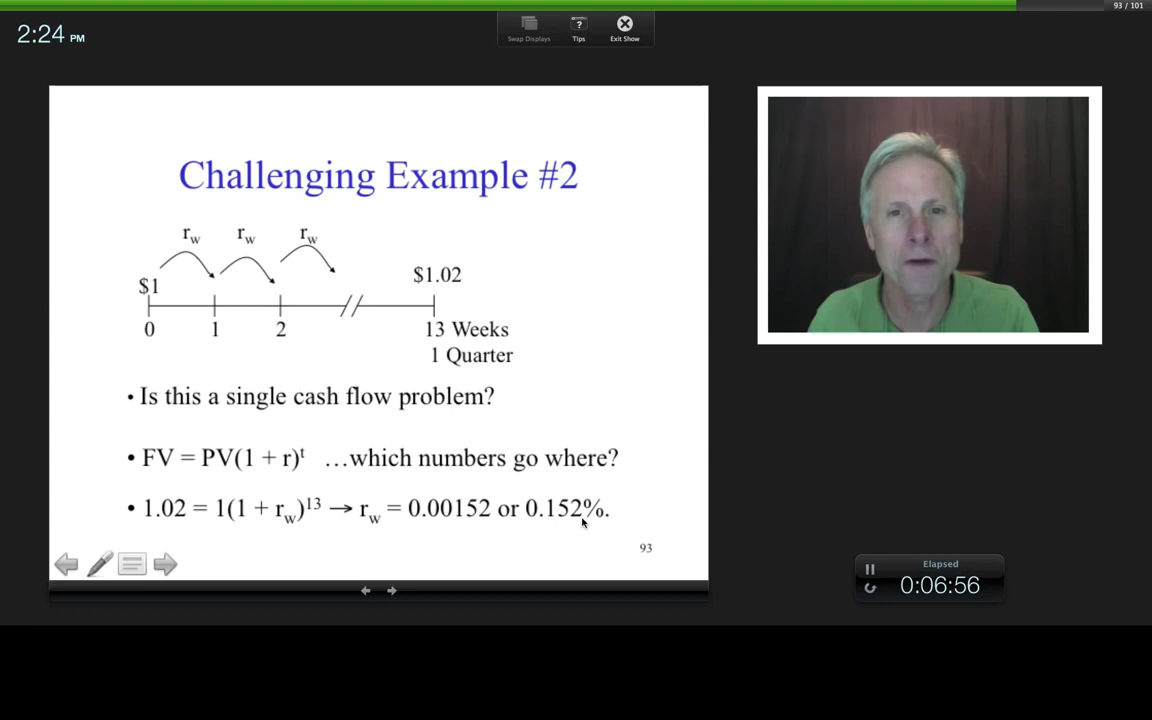 93 / 101
2:24 PM
Swap Displays
Tips
Exit Show
Challenging Example #2
rw rw rw
$1 $1.02
0 1 2 13 Weeks
1 Quarter
• Is this a single cash flow problem?
• FV = PV(1 + r)ᵗ …which numbers go where?
• 1.02 = 1(1 + rw)¹³ → rw = 0.00152 or 0.152%.
93
Elapsed
0:06:56